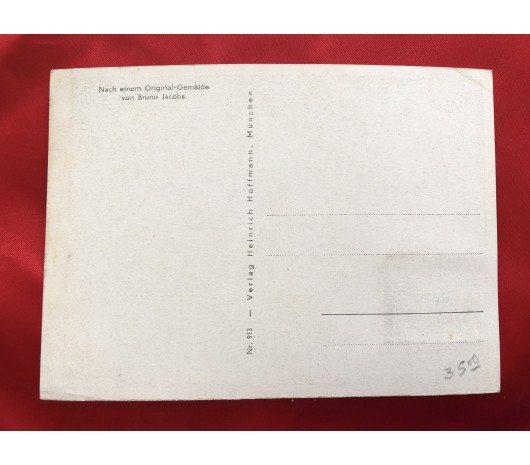 Nach einem Original-Gemälde
von Bruno Jacobs
Nr. 913 — Verlag Heinrich Hoffmann, München
3500